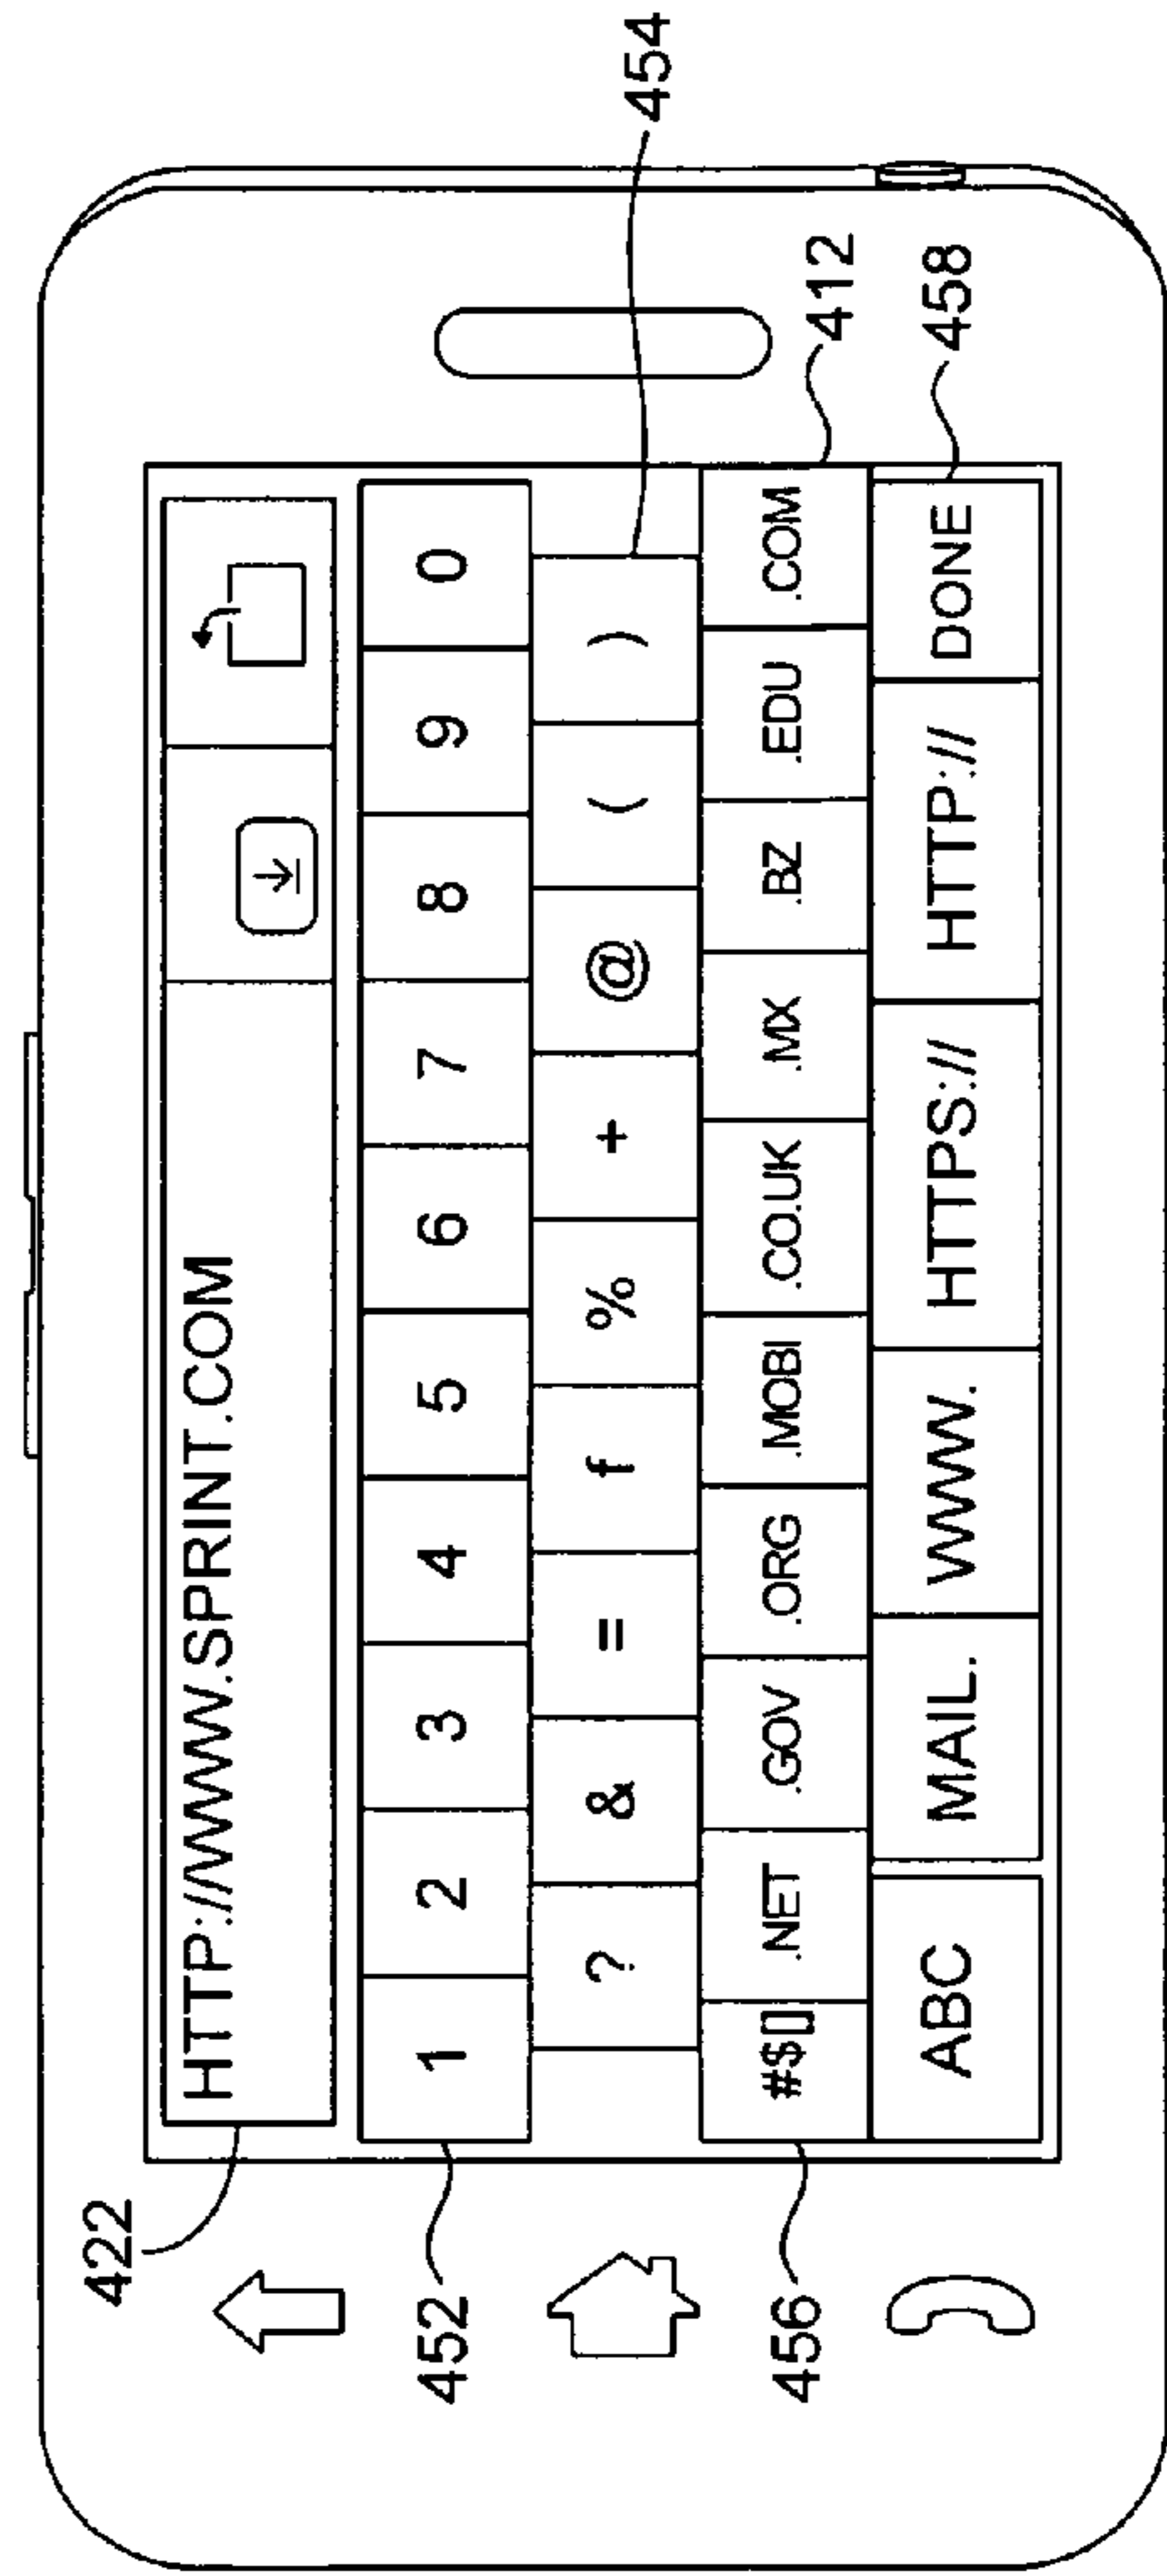 422
HTTP://WWW.SPRINT.COM
452
1 2 3 4 5 6 7 8 9 0
? & = f % + @ ( )
454
456
#$[] .NET .GOV .ORG .MOBI .CO.UK .MX .BZ .EDU .COM
412
ABC MAIL. WWW. HTTPS:// HTTP:// DONE
458